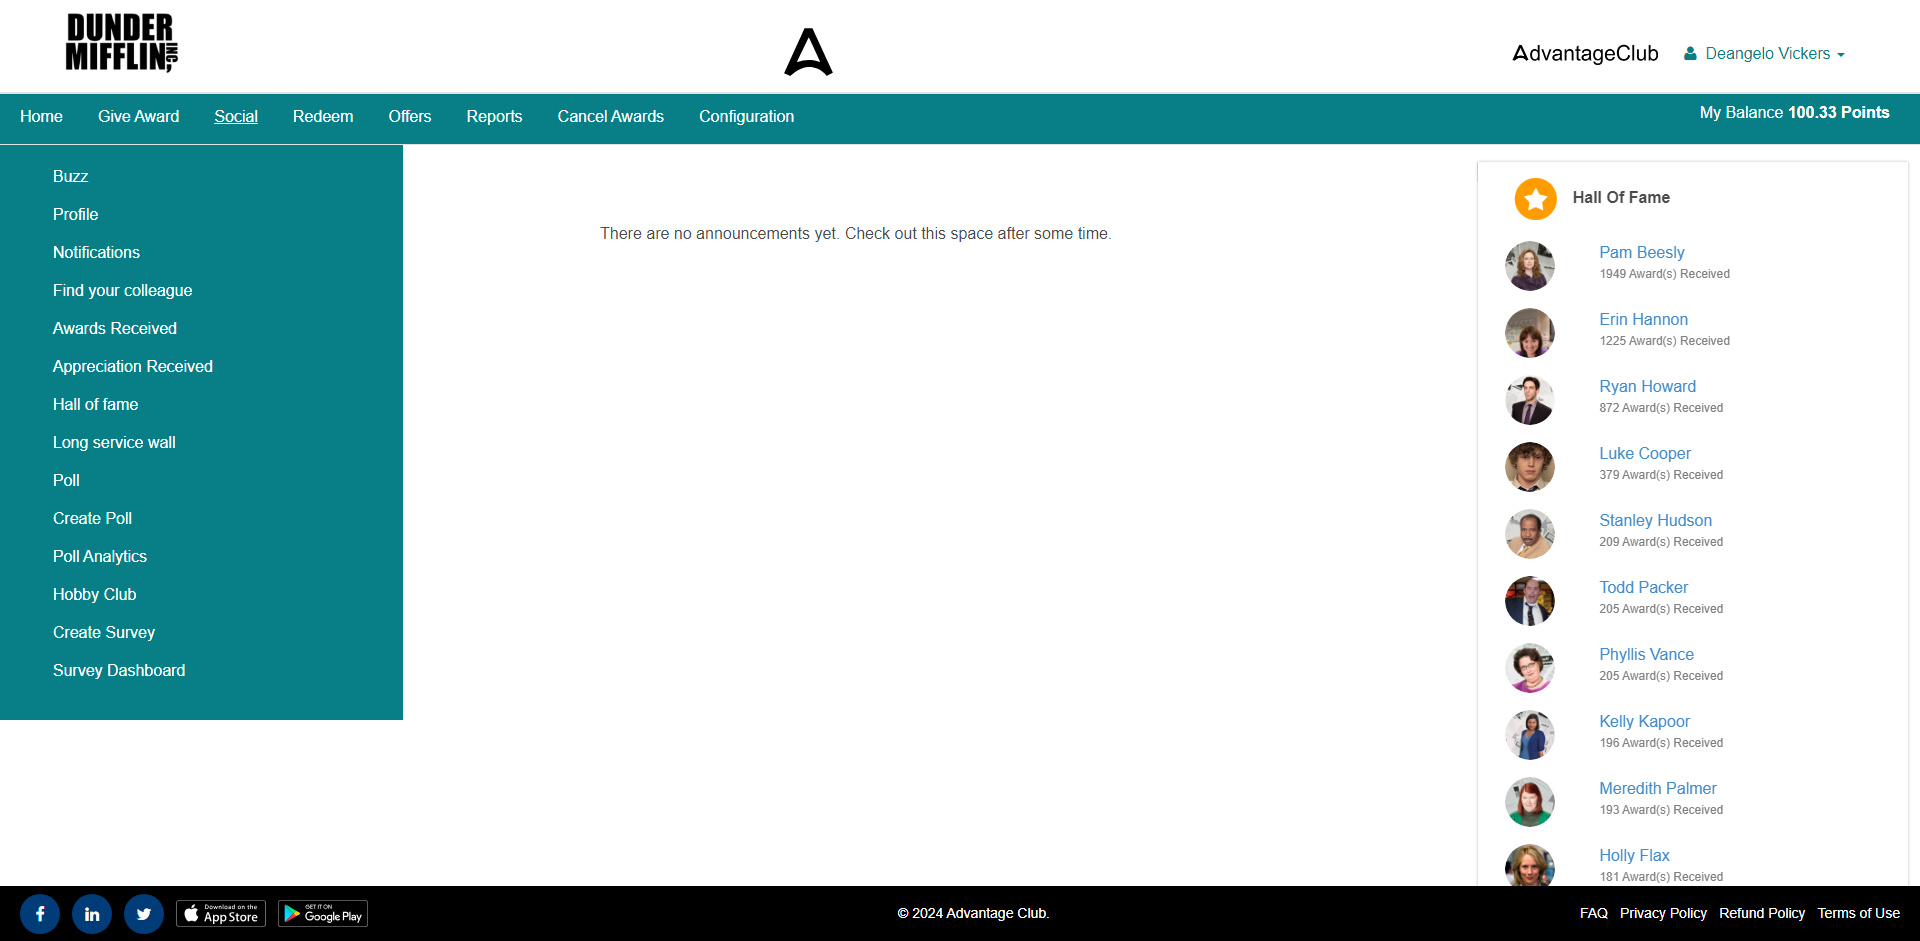 DUNDER
MIFFLIN INC,
A
AdvantageClub
Deangelo Vickers
Home
Give Award
Social
Redeem
Offers
Reports
Cancel Awards
Configuration
My Balance 100.33 Points
Buzz
Profile
Notifications
Find your colleague
Awards Received
Appreciation Received
Hall of fame
Long service wall
Poll
Create Poll
Poll Analytics
Hobby Club
Create Survey
Survey Dashboard
There are no announcements yet. Check out this space after some time.
Hall Of Fame
Pam Beesly
1949 Award(s) Received
Erin Hannon
1225 Award(s) Received
Ryan Howard
872 Award(s) Received
Luke Cooper
379 Award(s) Received
Stanley Hudson
209 Award(s) Received
Todd Packer
205 Award(s) Received
Phyllis Vance
205 Award(s) Received
Kelly Kapoor
196 Award(s) Received
Meredith Palmer
193 Award(s) Received
Holly Flax
181 Award(s) Received
Download on the
App Store
GET IT ON
Google Play
© 2024 Advantage Club.
FAQ
Privacy Policy
Refund Policy
Terms of Use